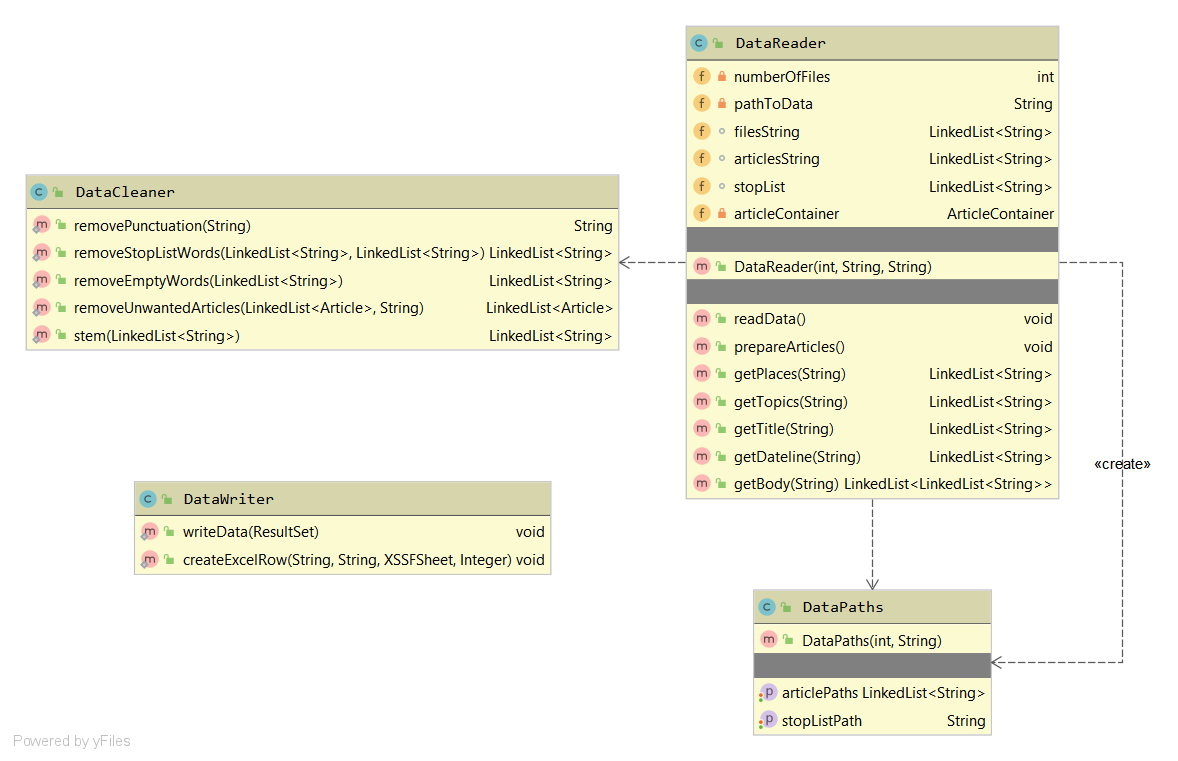 DataReader
numberOfFiles int
pathToData String
filesString LinkedList<String>
articlesString LinkedList<String>
stopList LinkedList<String>
articleContainer ArticleContainer
DataReader(int, String, String)
readData() void
prepareArticles() void
getPlaces(String) LinkedList<String>
getTopics(String) LinkedList<String>
getTitle(String) LinkedList<String>
getDateline(String) LinkedList<String>
getBody(String) LinkedList<LinkedList<String>>
DataCleaner
removePunctuation(String) String
removeStopListWords(LinkedList<String>, LinkedList<String>) LinkedList<String>
removeEmptyWords(LinkedList<String>) LinkedList<String>
removeUnwantedArticles(LinkedList<Article>, String) LinkedList<Article>
stem(LinkedList<String>) LinkedList<String>
«create»
DataWriter
writeData(ResultSet) void
createExcelRow(String, String, XSSFSheet, Integer) void
DataPaths
DataPaths(int, String)
articlePaths LinkedList<String>
stopListPath String
Powered by yFiles